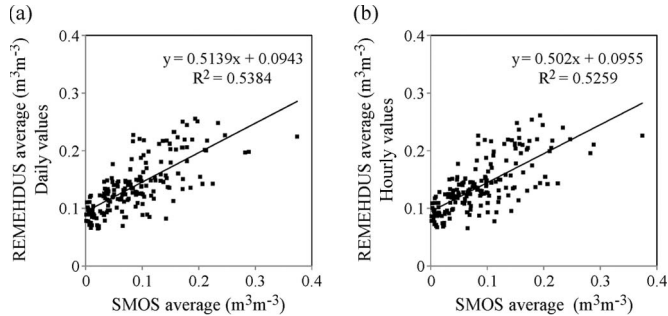 (a)
REMEHDUS average (m³m⁻³)
Daily values
0.4
0.3
0.2
0.1
0
y = 0.5139x + 0.0943
R² = 0.5384
0 0.1 0.2 0.3 0.4
SMOS average (m³m⁻³)
(b)
REMEHDUS average (m³m⁻³)
Hourly values
0.4
0.3
0.2
0.1
0
y = 0.502x + 0.0955
R² = 0.5259
0 0.1 0.2 0.3 0.4
SMOS average (m³m⁻³)